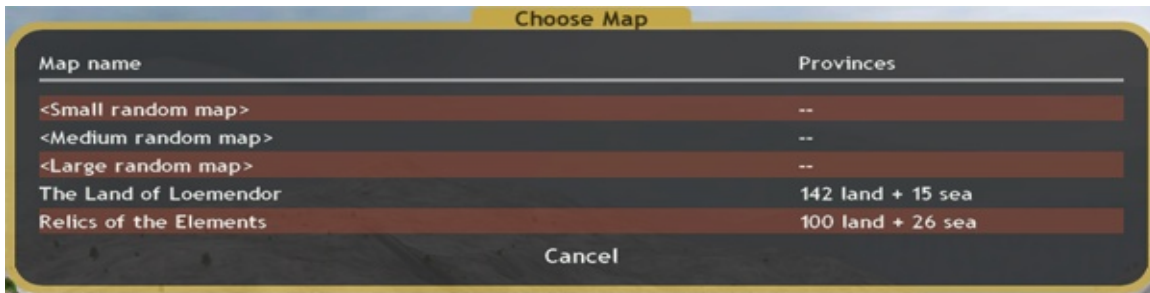 Choose Map
Map name Provinces
<Small random map> --
<Medium random map> --
<Large random map> --
The Land of Loemendor 142 land + 15 sea
Relics of the Elements 100 land + 26 sea
Cancel